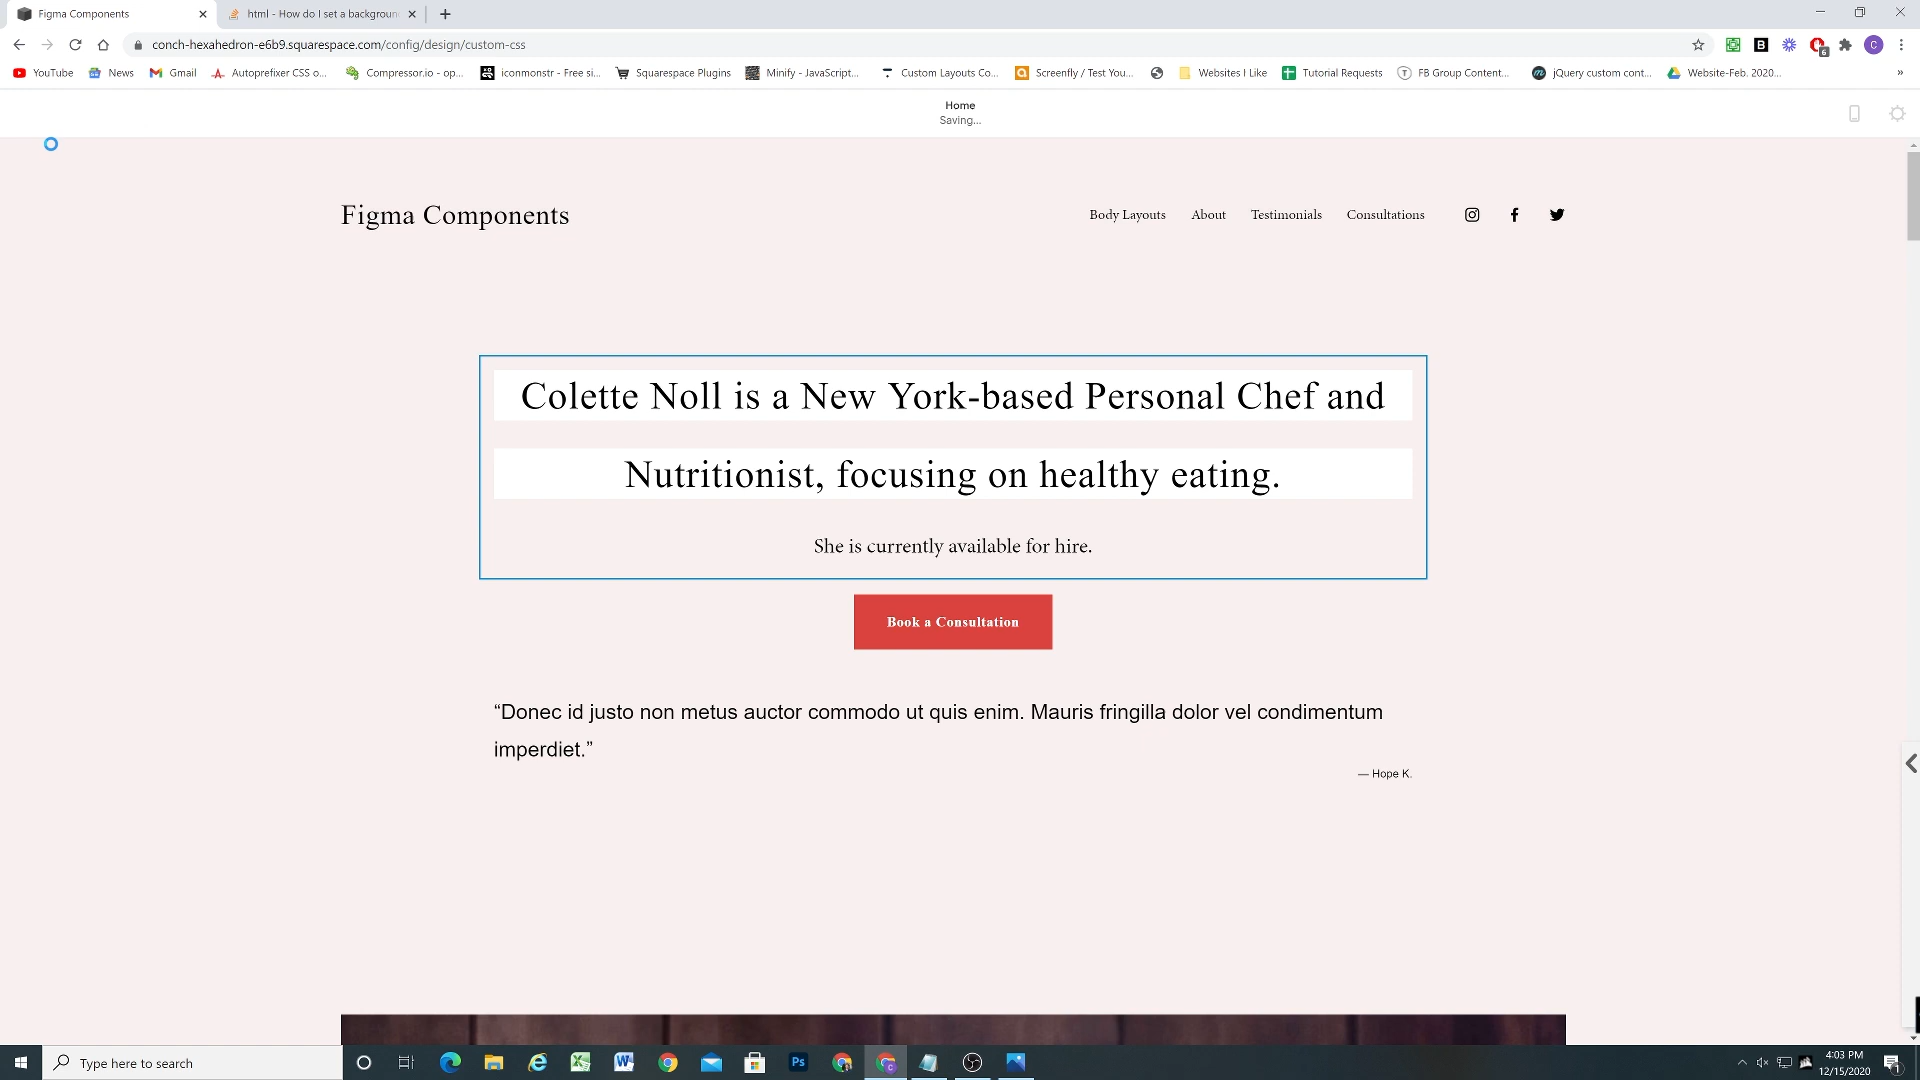 Figma Components
html - How do I set a background
conch-hexahedron-e6b9.squarespace.com/config/design/custom-css
6
C
YouTube
News
Gmail
Autoprefixer CSS o...
Compressor.io - op...
iconmonstr - Free si...
Squarespace Plugins
Minify - JavaScript...
Custom Layouts Co...
Screenfly / Test You...
Websites I Like
Tutorial Requests
FB Group Content...
jQuery custom cont...
Website-Feb. 2020...
»
Home
Saving...
Figma Components
Body Layouts
About
Testimonials
Consultations
Colette Noll is a New York-based Personal Chef and
Nutritionist, focusing on healthy eating.
She is currently available for hire.
Book a Consultation
“Donec id justo non metus auctor commodo ut quis enim. Mauris fringilla dolor vel condimentum
imperdiet.”
— Hope K.
Type here to search
4:03 PM
12/15/2020
1